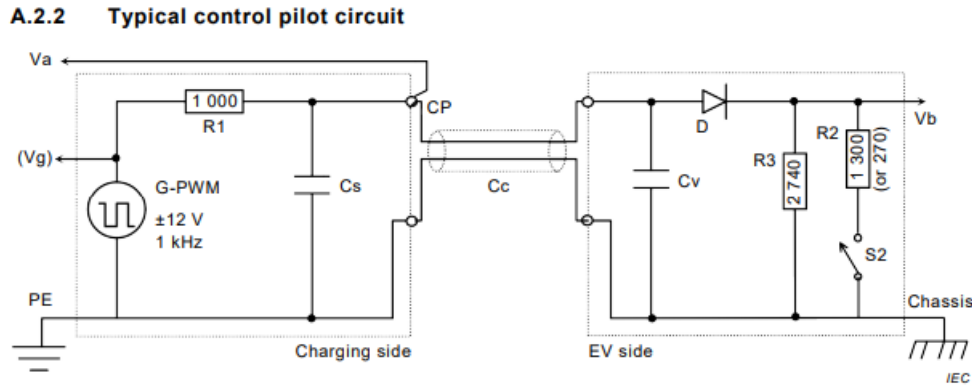 A.2.2 Typical control pilot circuit
Va
1 000
R1
CP
D
Vb
(Vg)
G-PWM
±12 V
1 kHz
Cs
Cc
Cv
R3
2 740
R2
1 300
(or 270)
S2
PE
Chassis
Charging side
EV side
IEC